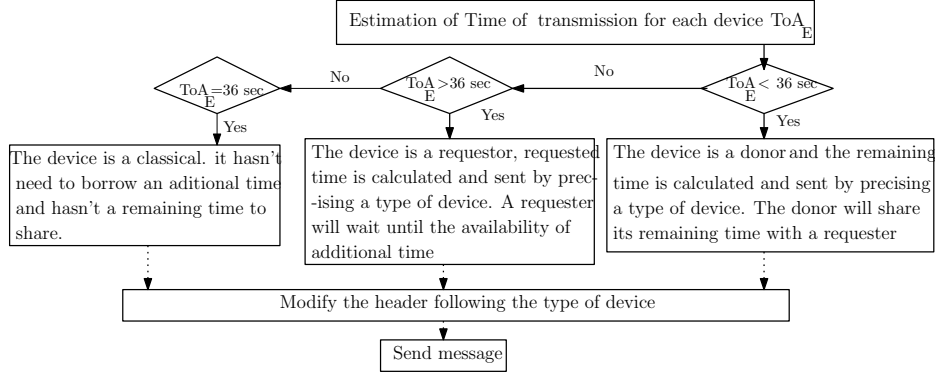 Estimation of Time of transmission for each device ToA_E
ToA_E < 36 sec
No
Yes
ToA_E >36 sec
No
Yes
ToA_E =36 sec
Yes
The device is a classical. it hasn't
need to borrow an aditional time
and hasn't a remaining time to
share.
The device is a requestor, requested
time is calculated and sent by prec-
-ising a type of device. A requester
will wait until the availability of
additional time
The device is a donor and the remaining
time is calculated and sent by precising
a type of device. The donor will share
its remaining time with a requester
Modify the header following the type of device
Send message